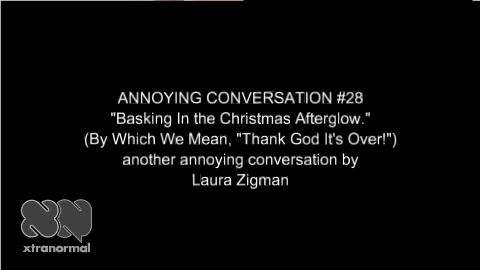 ANNOYING CONVERSATION #28
"Basking In the Christmas Afterglow."
(By Which We Mean, "Thank God It's Over!")
another annoying conversation by
Laura Zigman
xtranormal